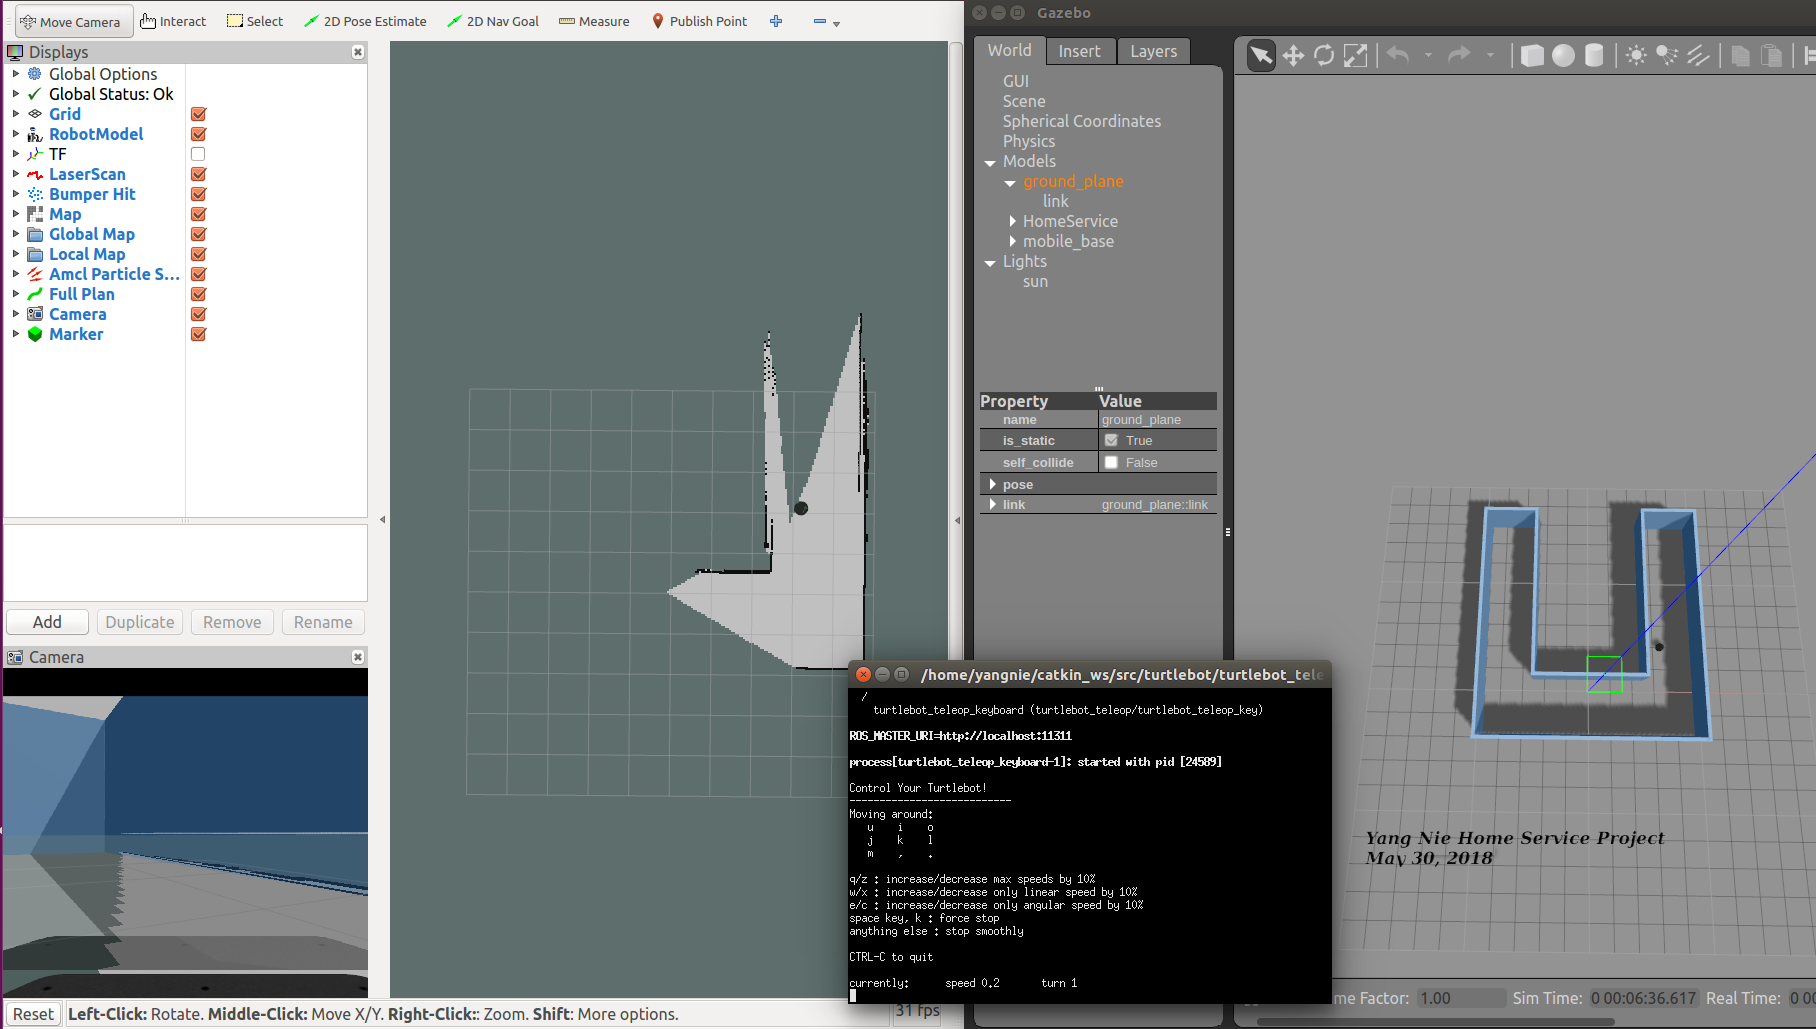 Move Camera Interact Select 2D Pose Estimate 2D Nav Goal Measure Publish Point
Displays
Global Options
Global Status: Ok
Grid
RobotModel
TF
LaserScan
Bumper Hit
Map
Global Map
Local Map
Amcl Particle S...
Full Plan
Camera
Marker
Add Duplicate Remove Rename
Camera
Reset Left-Click: Rotate. Middle-Click: Move X/Y. Right-Click:: Zoom. Shift: More options. 31 fps
Gazebo
World Insert Layers
GUI
Scene
Spherical Coordinates
Physics
Models
ground_plane
link
HomeService
mobile_base
Lights
sun
Property Value
name ground_plane
is_static True
self_collide False
pose
link ground_plane::link
/home/yangnie/catkin_ws/src/turtlebot/turtlebot_tele
/
turtlebot_teleop_keyboard (turtlebot_teleop/turtlebot_teleop_key)
ROS_MASTER_URI=http://localhost:11311
process[turtlebot_teleop_keyboard-1]: started with pid [24589]
Control Your Turtlebot!
---------------------------
Moving around:
u i o
j k l
m , .
q/z : increase/decrease max speeds by 10%
w/x : increase/decrease only linear speed by 10%
e/c : increase/decrease only angular speed by 10%
space key, k : force stop
anything else : stop smoothly
CTRL-C to quit
currently: speed 0.2 turn 1
Yang Nie Home Service Project
May 30, 2018
me Factor: 1.00 Sim Time: 0 00:06:36.617 Real Time: 0 00